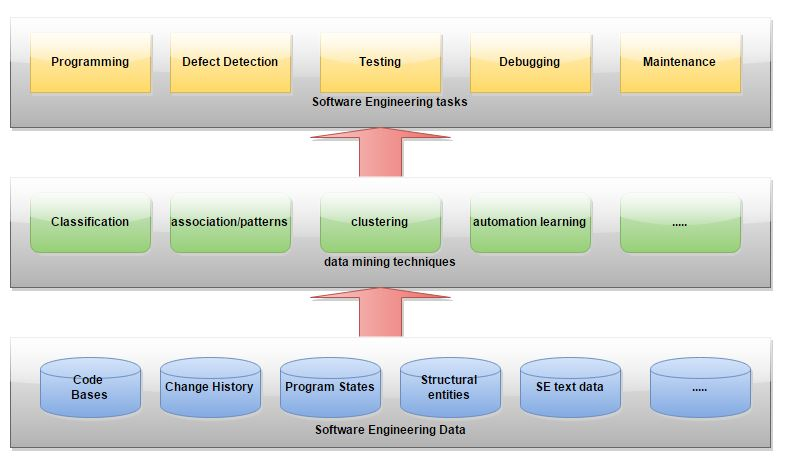 Programming
Defect Detection
Testing
Debugging
Maintenance
Software Engineering tasks
Classification
association/patterns
clustering
automation learning
.....
data mining techniques
Code
Bases
Change History
Program States
Structural
entities
SE text data
.....
Software Engineering Data